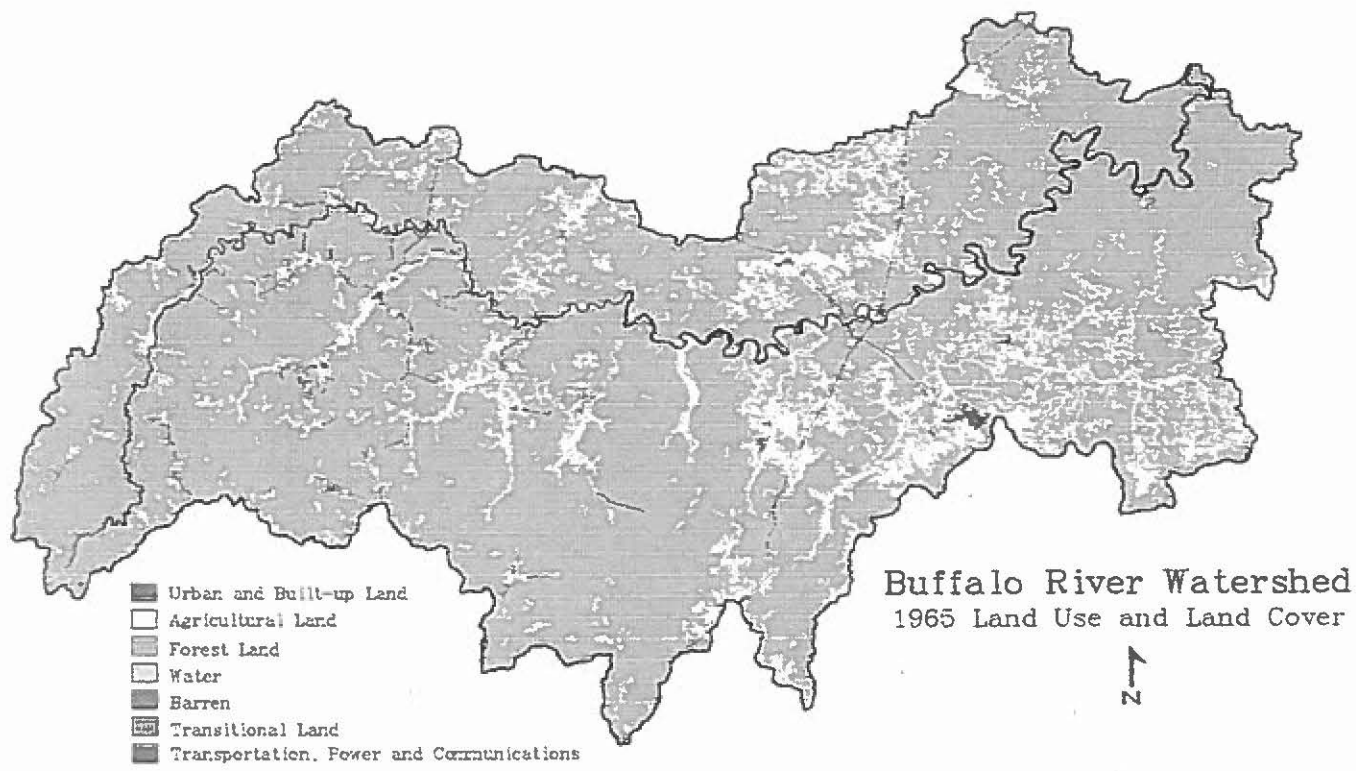 Buffalo River Watershed
1965 Land Use and Land Cover
N
Urban and Built-up Land
Agricultural Land
Forest Land
Water
Barren
Transitional Land
Transportation, Power and Communications